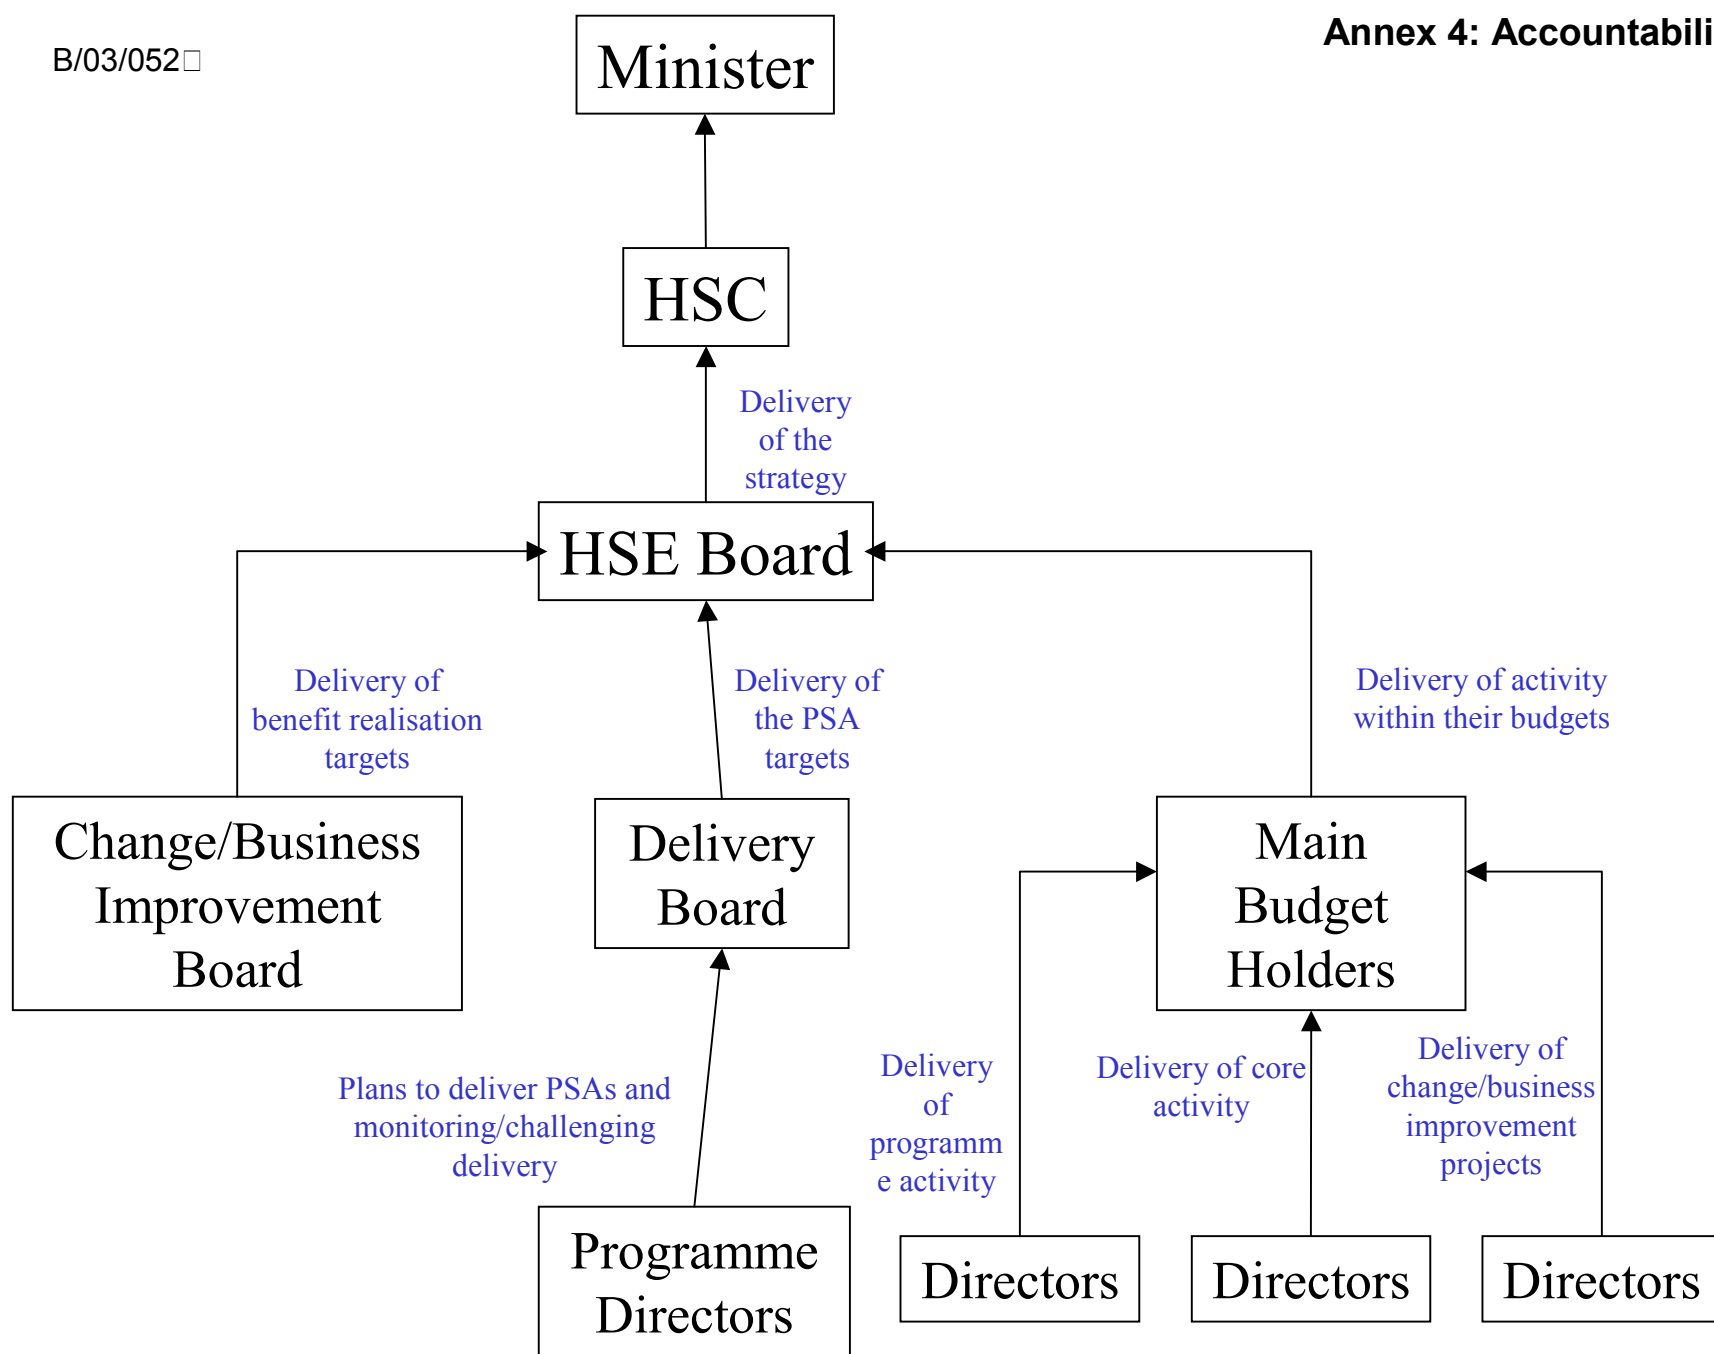 B/03/052
Annex 4: Accountabili
Minister
HSC
Delivery
of the
strategy
HSE Board
Delivery of
benefit realisation
targets
Delivery of
the PSA
targets
Delivery of activity
within their budgets
Change/Business
Improvement
Board
Delivery
Board
Main
Budget
Holders
Plans to deliver PSAs and
monitoring/challenging
delivery
Delivery
of
programm
e activity
Delivery of core
activity
Delivery of
change/business
improvement
projects
Programme
Directors
Directors
Directors
Directors